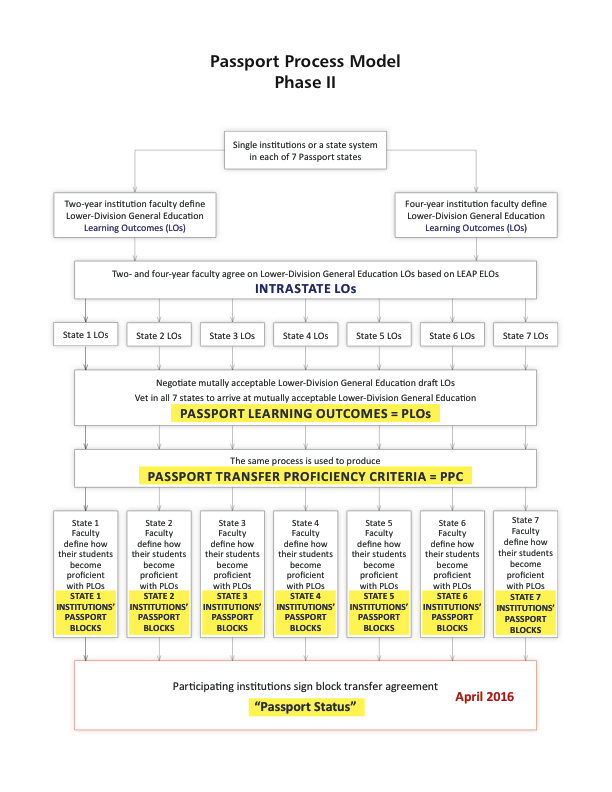 Passport Process Model
Phase II
Single institutions or a state system
in each of 7 Passport states
Two-year institution faculty define
Lower-Division General Education
Learning Outcomes (LOs)
Four-year institution faculty define
Lower-Division General Education
Learning Outcomes (LOs)
Two- and four-year faculty agree on Lower-Division General Education LOs based on LEAP ELOs
INTRASTATE LOs
State 1 LOs
State 2 LOs
State 3 LOs
State 4 LOs
State 5 LOs
State 6 LOs
State 7 LOs
Negotiate mutally acceptable Lower-Division General Education draft LOs
Vet in all 7 states to arrive at mutually acceptable Lower-Division General Education
PASSPORT LEARNING OUTCOMES = PLOs
The same process is used to produce
PASSPORT TRANSFER PROFICIENCY CRITERIA = PPC
State 1
Faculty
define how
their students
become
proficient
with PLOs
STATE 1
INSTITUTIONS'
PASSPORT
BLOCKS
State 2
Faculty
define how
their students
become
proficient
with PLOs
STATE 2
INSTITUTIONS'
PASSPORT
BLOCKS
State 3
Faculty
define how
their students
become
proficient
with PLOs
STATE 3
INSTITUTIONS'
PASSPORT
BLOCKS
State 4
Faculty
define how
their students
become
proficient
with PLOs
STATE 4
INSTITUTIONS'
PASSPORT
BLOCKS
State 5
Faculty
define how
their students
become
proficient
with PLOs
STATE 5
INSTITUTIONS'
PASSPORT
BLOCKS
State 6
Faculty
define how
their students
become
proficient
with PLOs
STATE 6
INSTITUTIONS'
PASSPORT
BLOCKS
State 7
Faculty
define how
their students
become
proficient
with PLOs
STATE 7
INSTITUTIONS'
PASSPORT
BLOCKS
Participating institutions sign block transfer agreement
"Passport Status"
April 2016